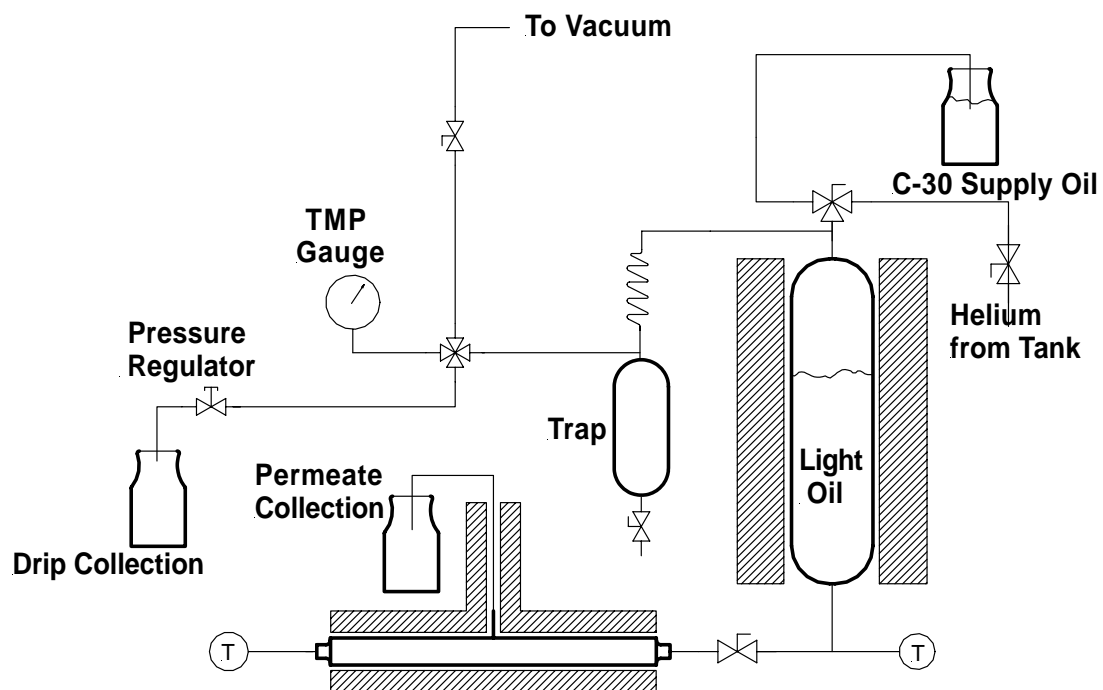 To Vacuum
C-30 Supply Oil
TMP
Gauge
Helium
from Tank
Pressure
Regulator
Trap
Light
Oil
Permeate
Collection
Drip Collection
T
T